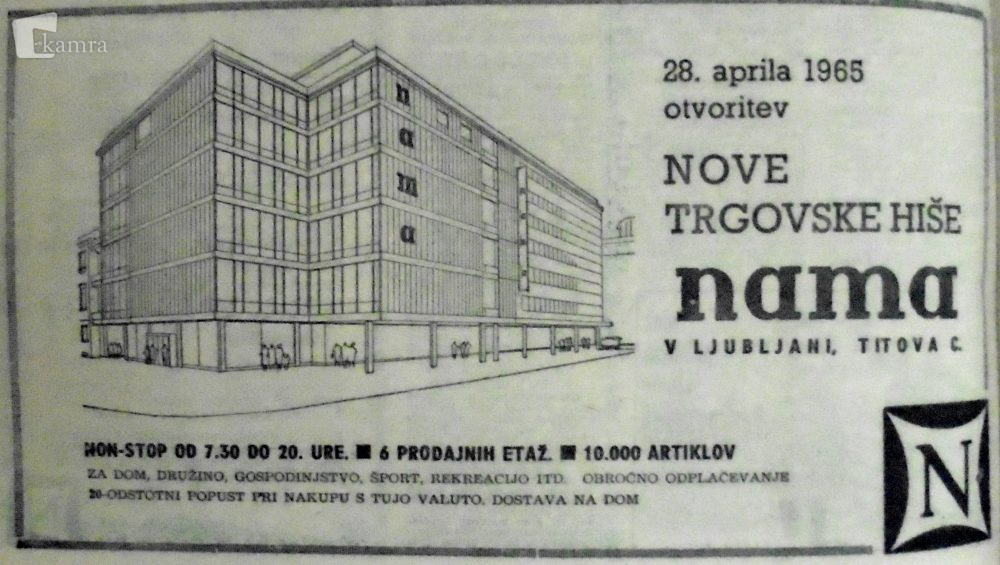 kamra
28. aprila 1965
otvoritev
NOVE
TRGOVSKE HIŠE
nama
V LJUBLJANI, TITOVA C.
nama
NON-STOP OD 7.30 DO 20. URE. ■ 6 PRODAJNIH ETAŽ. ■ 10.000 ARTIKLOV
ZA DOM, DRUŽINO, GOSPODINJSTVO, ŠPORT, REKREACIJO ITD. OBROČNO ODPLAČEVANJE
20-ODSTOTNI POPUST PRI NAKUPU S TUJO VALUTO. DOSTAVA NA DOM
N